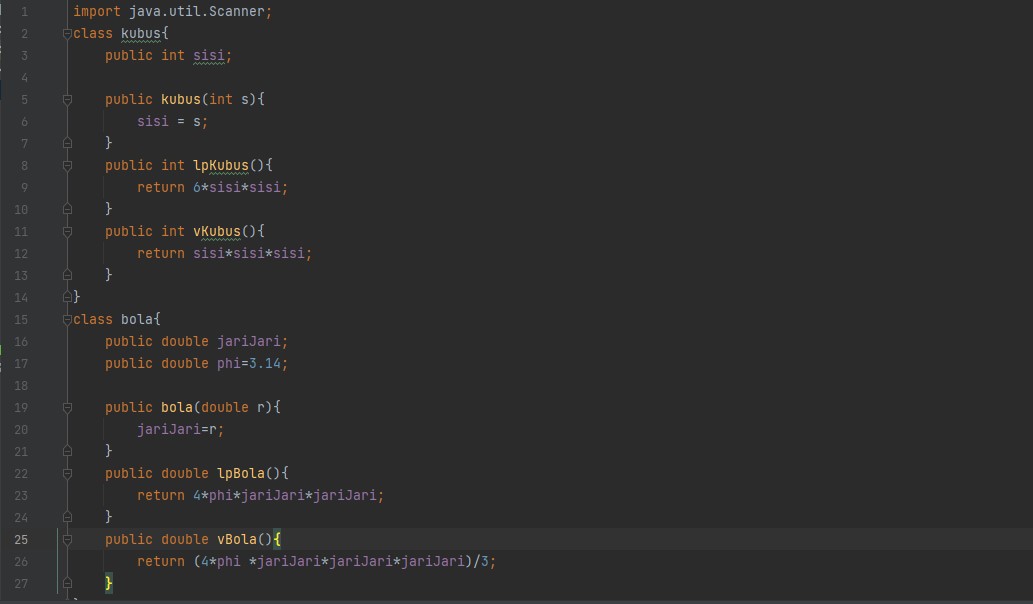 1 import java.util.Scanner;
2 class kubus{
3     public int sisi;
4
5     public kubus(int s){
6         sisi = s;
7     }
8     public int lpKubus(){
9         return 6*sisi*sisi;
10     }
11     public int vKubus(){
12         return sisi*sisi*sisi;
13     }
14 }
15 class bola{
16     public double jariJari;
17     public double phi=3.14;
18
19     public bola(double r){
20         jariJari=r;
21     }
22     public double lpBola(){
23         return 4*phi*jariJari*jariJari;
24     }
25     public double vBola(){
26         return (4*phi *jariJari*jariJari*jariJari)/3;
27     }